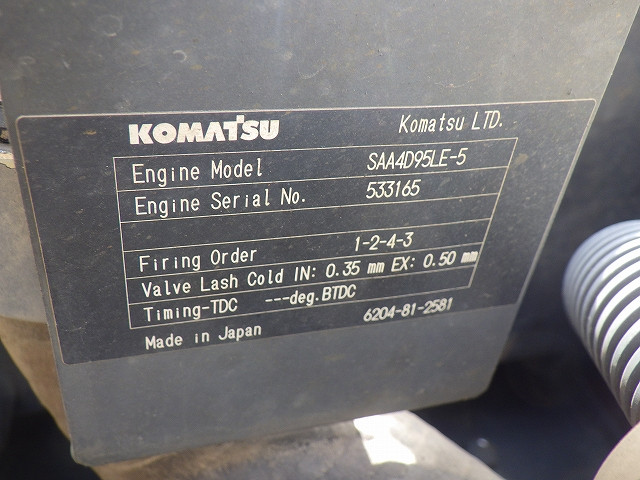 KOMATSU Komatsu LTD.
Engine Model SAA4D95LE-5
Engine Serial No. 533165
Firing Order 1-2-4-3
Valve Lash Cold IN: 0.35 mm EX: 0.50 mm
Timing-TDC ---deg.BTDC
Made in Japan 6204-81-2581